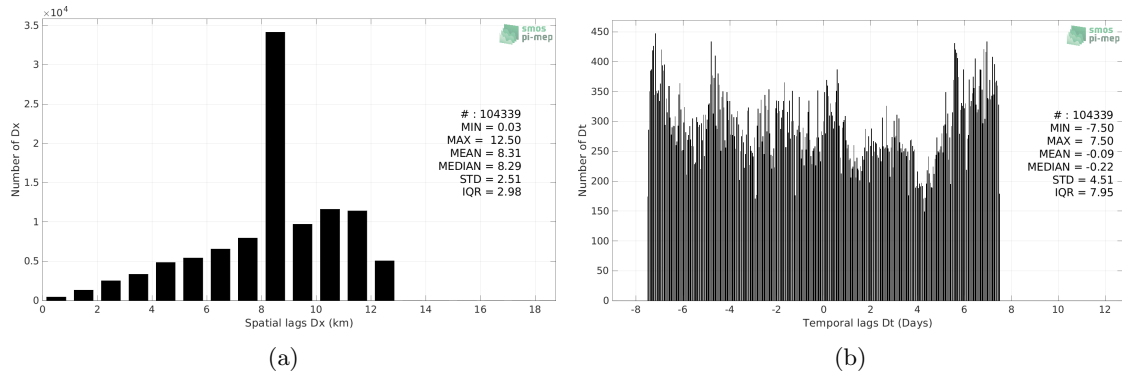 ×10⁴
3.5
3
2.5
2
1.5
1
0.5
0
Number of Dx
0 2 4 6 8 10 12 14 16 18
Spatial lags Dx (km)
smos
pi-mep
# : 104339
MIN = 0.03
MAX = 12.50
MEAN = 8.31
MEDIAN = 8.29
STD = 2.51
IQR = 2.98
(a)
450
400
350
300
250
200
150
100
50
0
Number of Dt
-8 -6 -4 -2 0 2 4 6 8 10 12
Temporal lags Dt (Days)
smos
pi-mep
# : 104339
MIN = -7.50
MAX = 7.50
MEAN = -0.09
MEDIAN = -0.22
STD = 4.51
IQR = 7.95
(b)